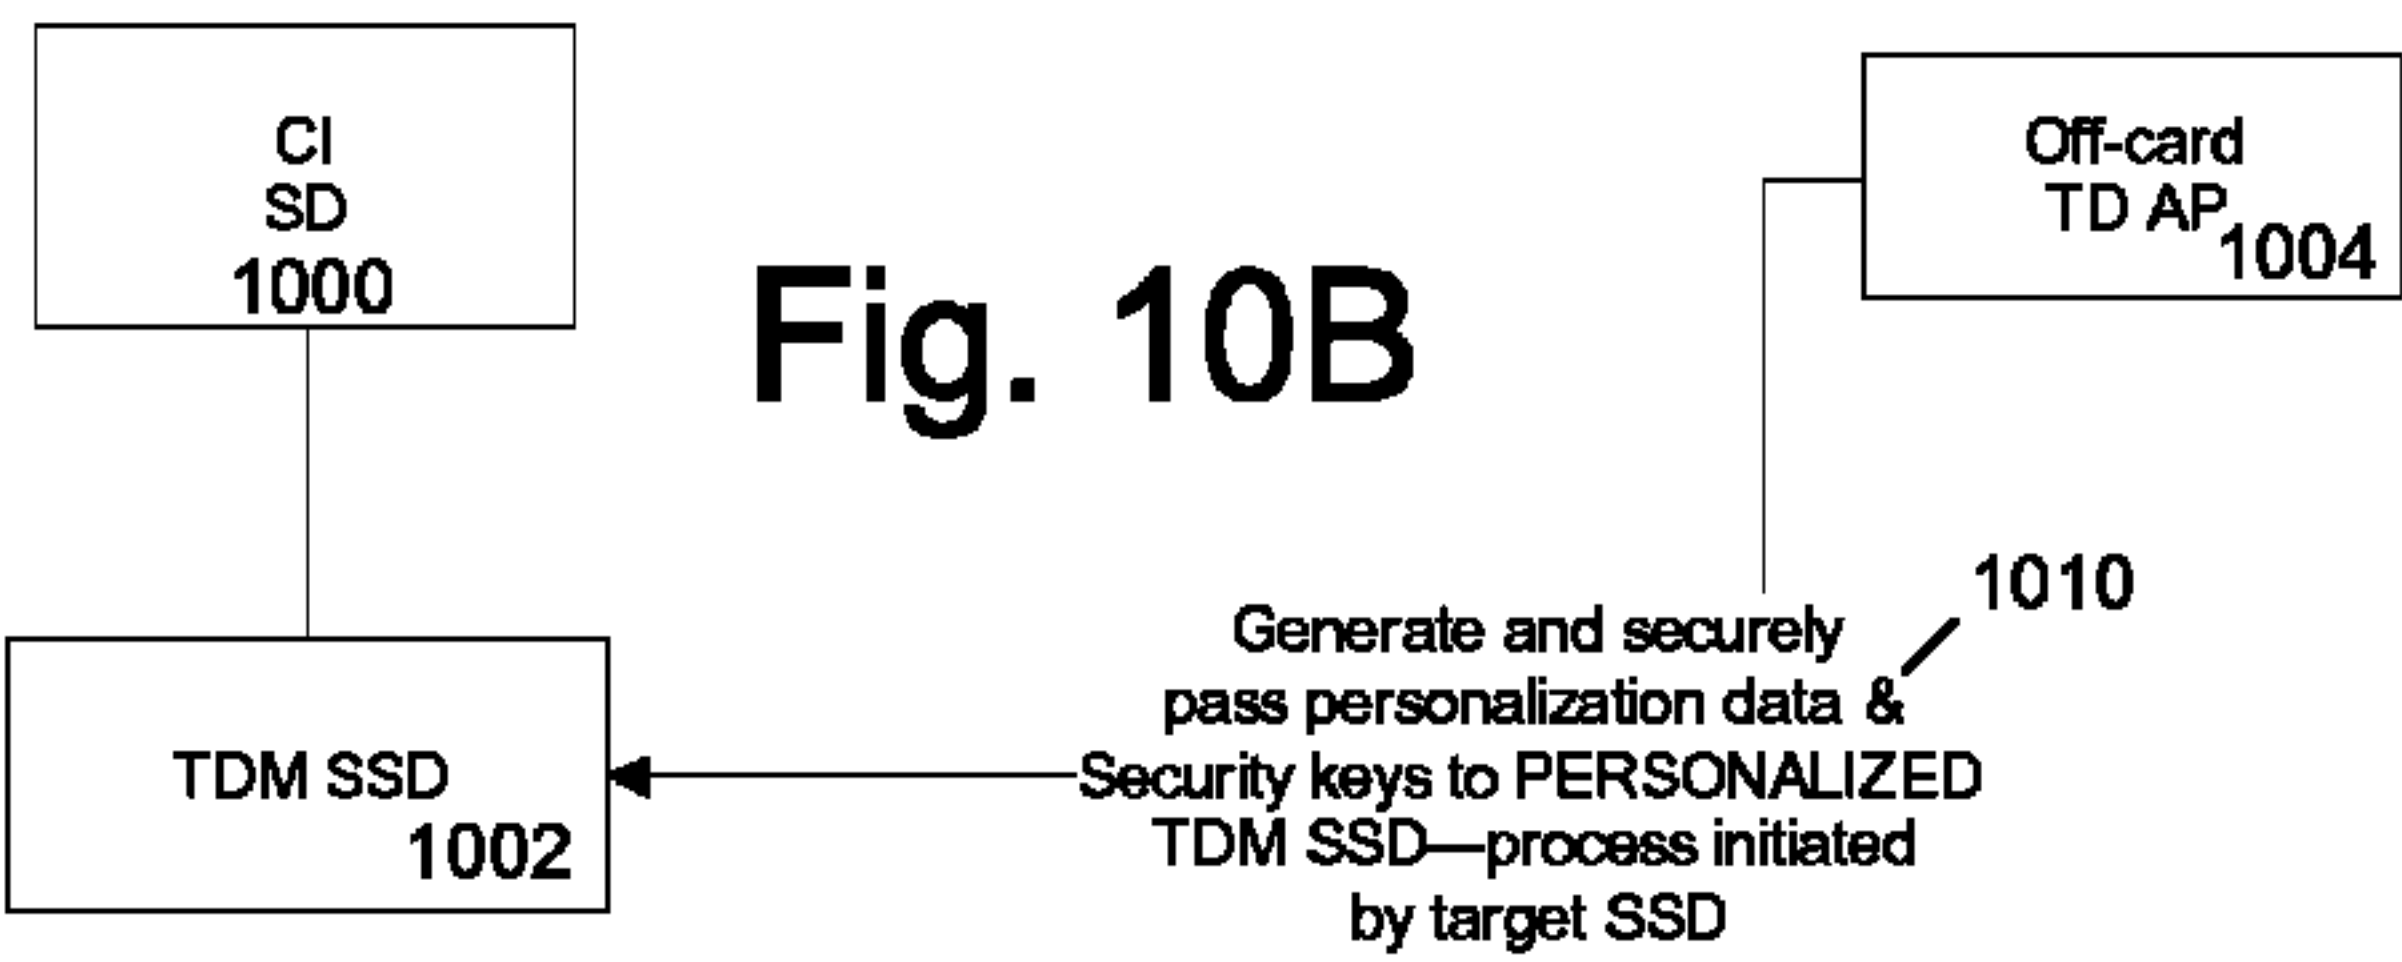 CI
SD
1000
Off-card
TD AP
1004
Fig. 10B
1010
Generate and securely
pass personalization data &
Security keys to PERSONALIZED
TDM SSD—process initiated
by target SSD
TDM SSD
1002